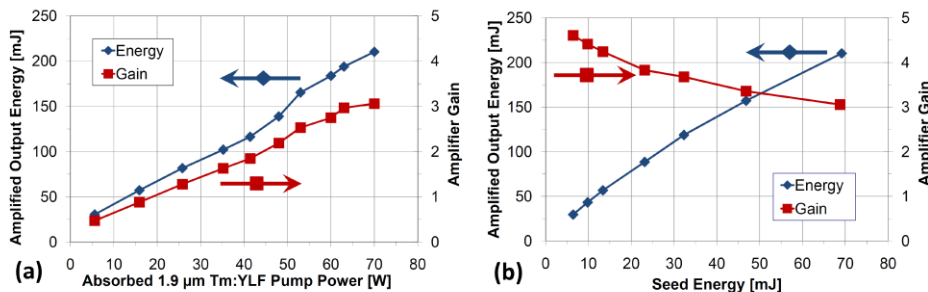 250
200
150
100
50
0
Amplified Output Energy [mJ]
Energy
Gain
5
4
3
2
1
0
Amplifier Gain
0 10 20 30 40 50 60 70 80
(a) Absorbed 1.9 µm Tm:YLF Pump Power [W]
250
200
150
100
50
0
Amplified Output Energy [mJ]
Energy
Gain
5
4
3
2
1
0
Amplifier Gain
0 10 20 30 40 50 60 70 80
(b) Seed Energy [mJ]